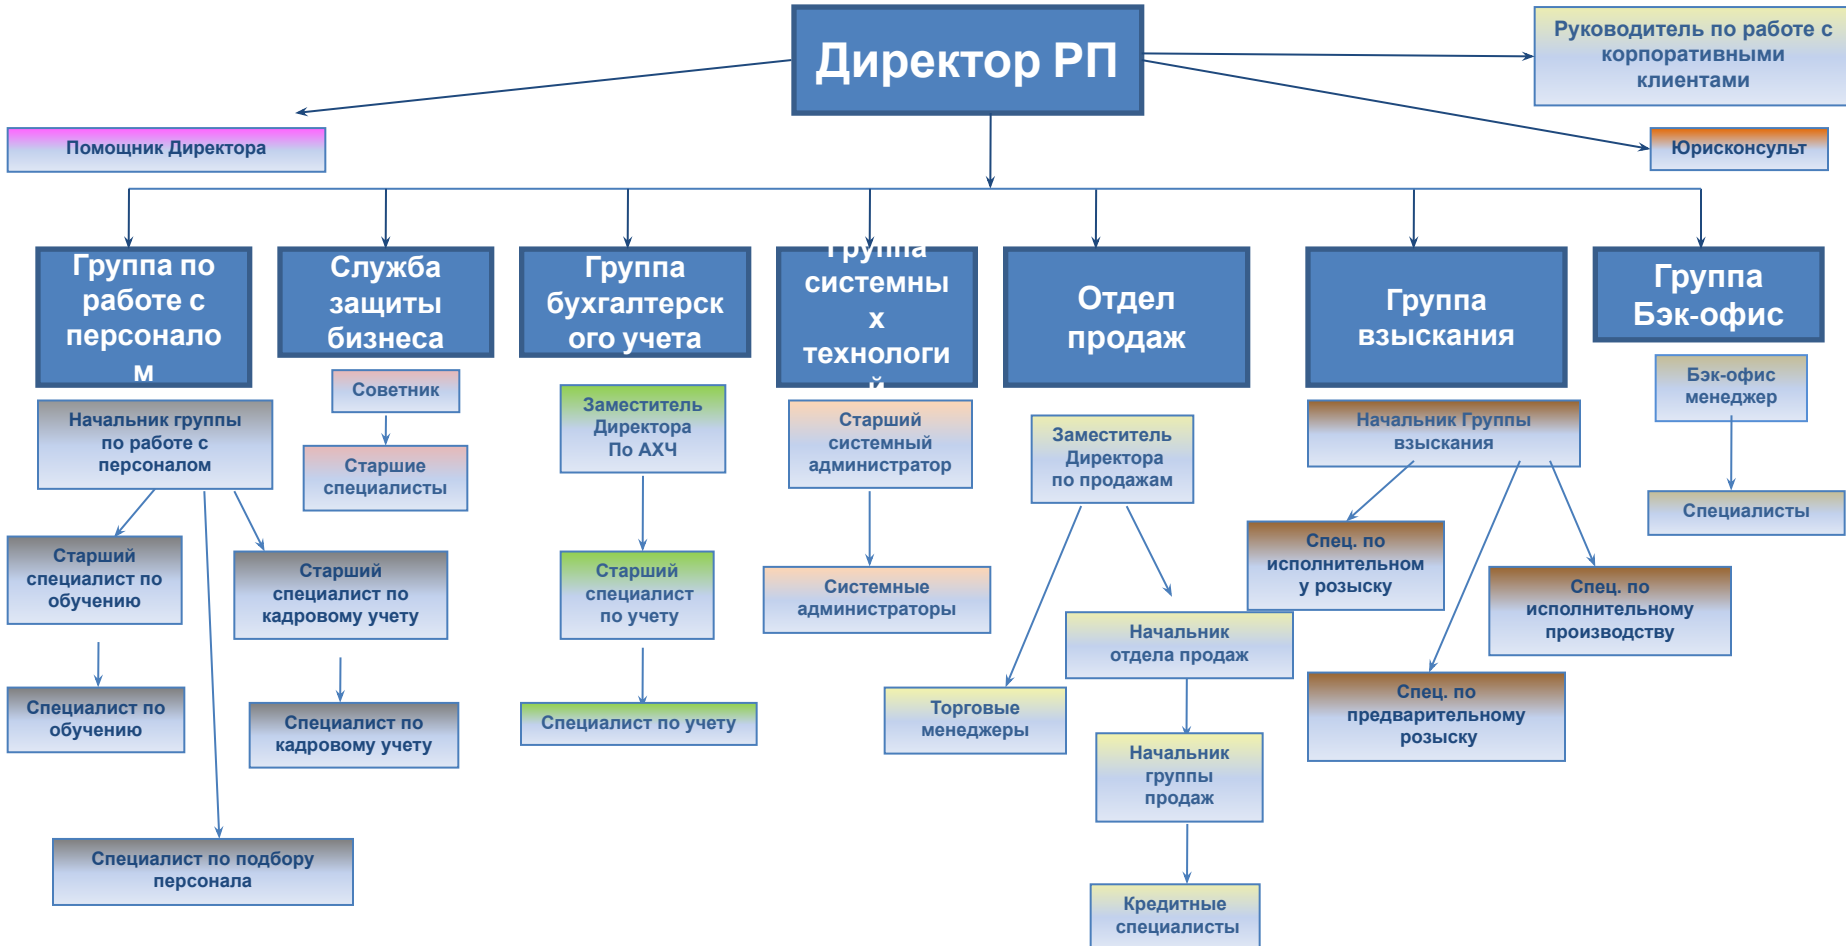 Директор РП
Руководитель по работе с
корпоративными
клиентами
Помощник Директора
Юрисконсульт
Группа по
работе с
персонало
м
Служба
защиты
бизнеса
Группа
бухгалтерск
ого учета
Группа
системны
х
технологи
й
Отдел
продаж
Группа
взыскания
Группа
Бэк-офис
Начальник группы
по работе с
персоналом
Старший
специалист по
обучению
Старший
специалист по
кадровому учету
Специалист по
обучению
Специалист по
кадровому учету
Специалист по подбору
персонала
Советник
Старшие
специалисты
Заместитель
Директора
По АХЧ
Старший
специалист
по учету
Специалист по учету
Старший
системный
администратор
Системные
администраторы
Заместитель
Директора
по продажам
Начальник
отдела продаж
Торговые
менеджеры
Начальник
группы
продаж
Кредитные
специалисты
Начальник Группы
взыскания
Спец. по
исполнительном
у розыску
Спец. по
исполнительному
производству
Спец. по
предварительному
розыску
Бэк-офис
менеджер
Специалисты